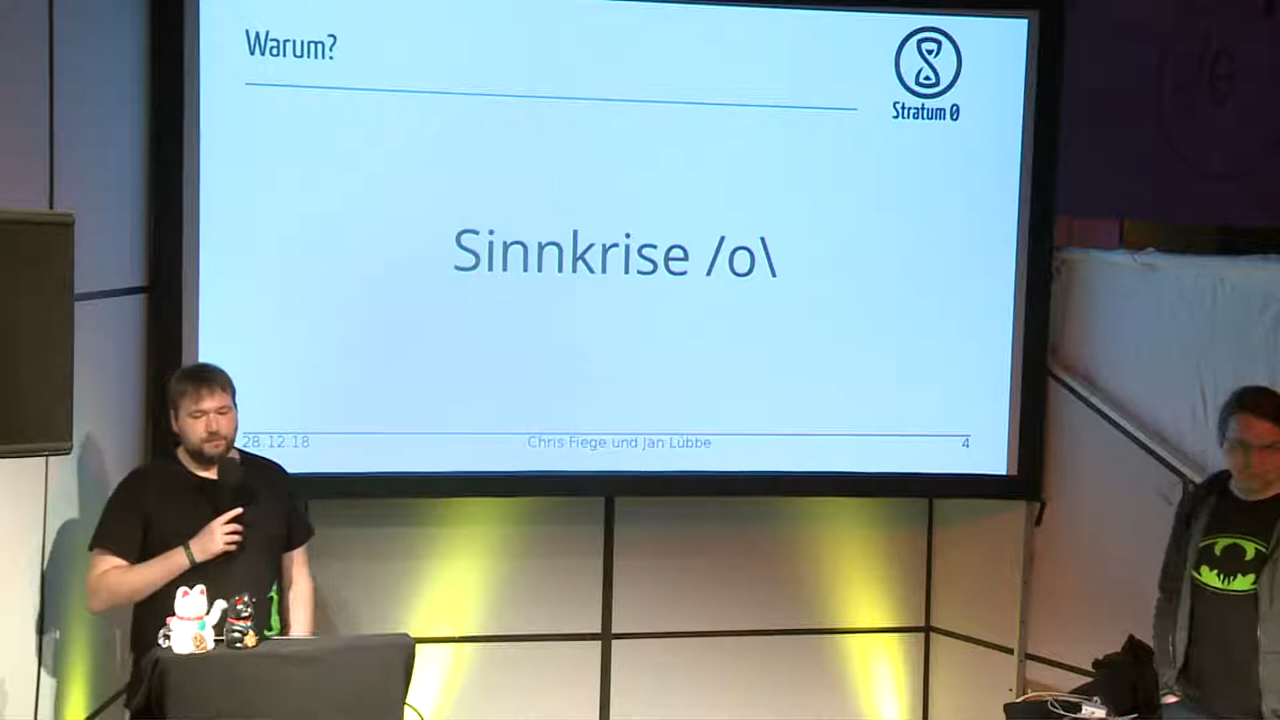 Warum?
Stratum 0
Sinnkrise /o\
28.12.18
Chris Fiege und Jan Lübbe
4